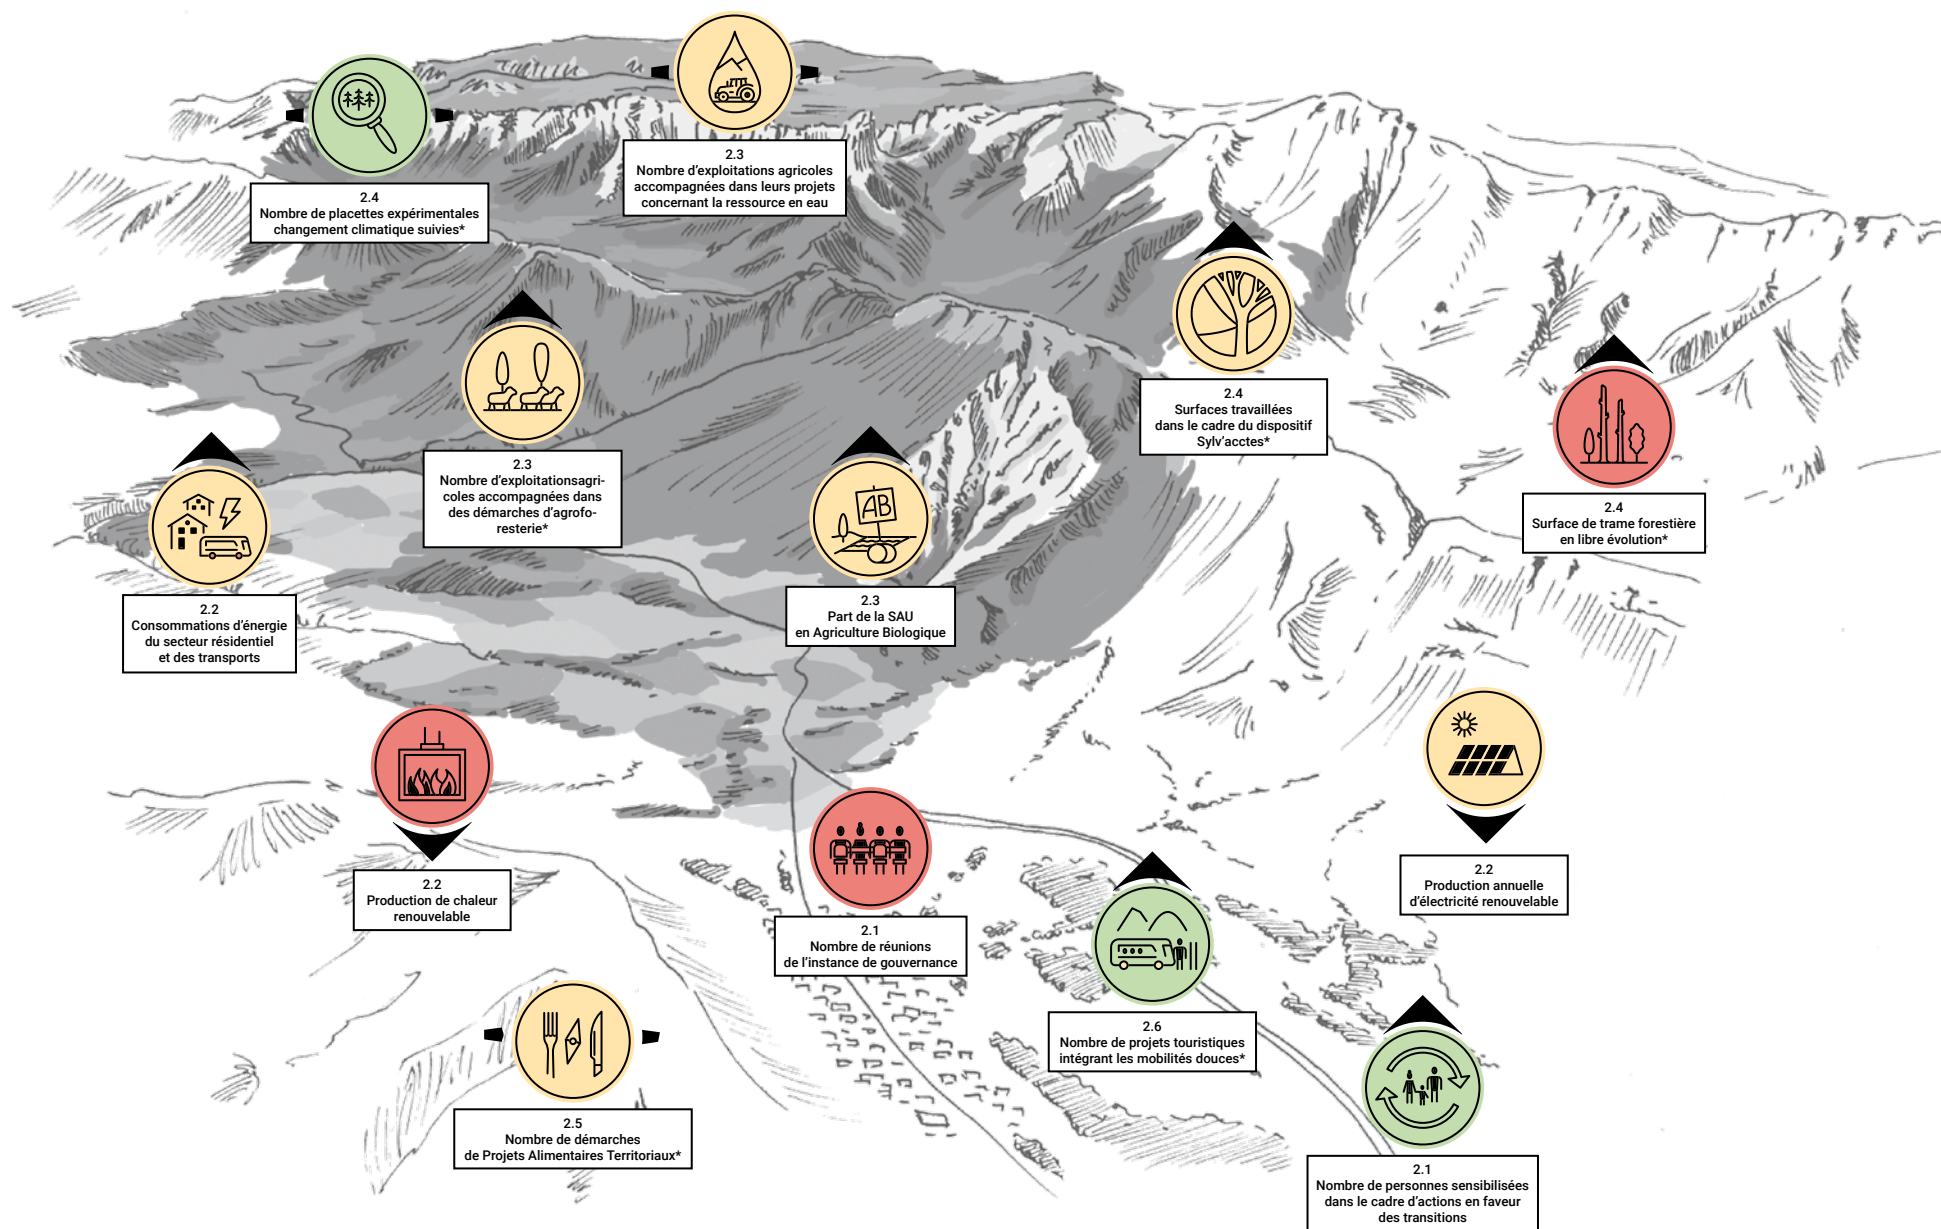 2.3
Nombre d'exploitations agricoles
accompagnées dans leurs projets
concernant la ressource en eau
2.4
Nombre de placettes expérimentales
changement climatique suivies*
2.4
Surfaces travaillées
dans le cadre du dispositif
Sylv'acctes*
2.3
Nombre d'exploitationsagri-
coles accompagnées dans
des démarches d'agrofo-
resterie*
2.4
Surface de trame forestière
en libre évolution*
AB
2.3
Part de la SAU
en Agriculture Biologique
2.2
Consommations d'énergie
du secteur résidentiel
et des transports
2.2
Production de chaleur
renouvelable
2.2
Production annuelle
d'électricité renouvelable
2.1
Nombre de réunions
de l'instance de gouvernance
2.6
Nombre de projets touristiques
intégrant les mobilités douces*
2.5
Nombre de démarches
de Projets Alimentaires Territoriaux*
2.1
Nombre de personnes sensibilisées
dans le cadre d'actions en faveur
des transitions